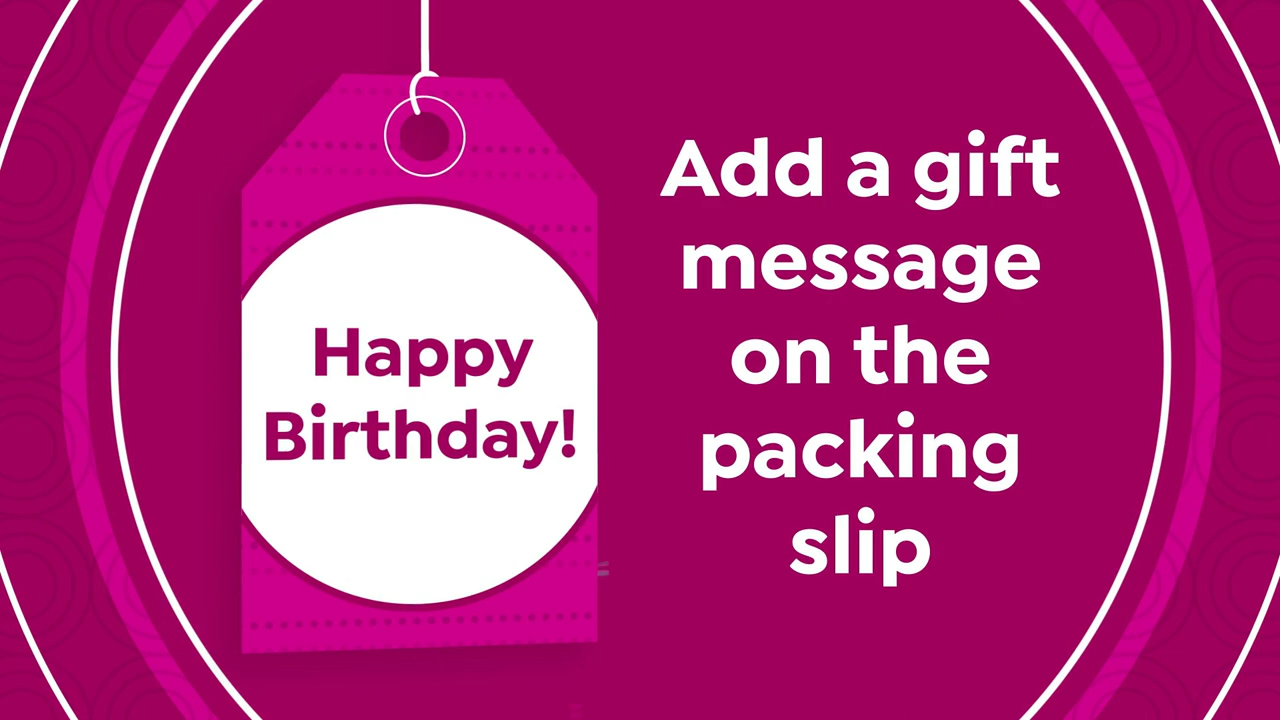 Happy
Birthday!
Add a gift
message
on the
packing
slip